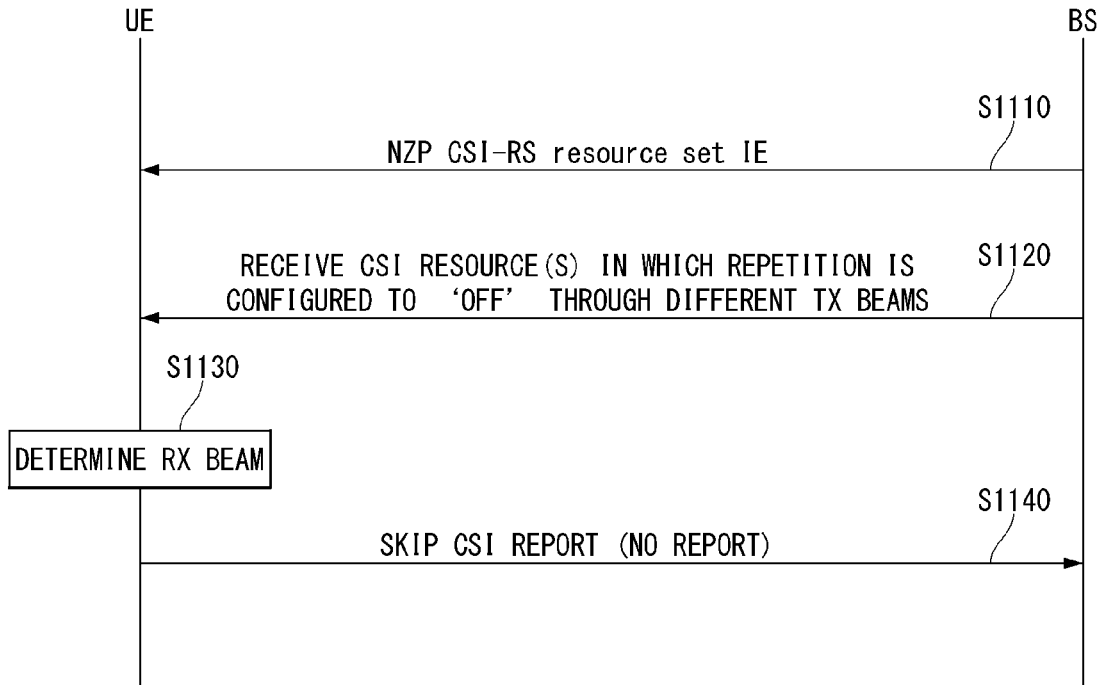 UE
BS
S1110
NZP CSI-RS resource set IE
S1120
RECEIVE CSI RESOURCE(S) IN WHICH REPETITION IS
CONFIGURED TO 'OFF' THROUGH DIFFERENT TX BEAMS
S1130
DETERMINE RX BEAM
S1140
SKIP CSI REPORT (NO REPORT)